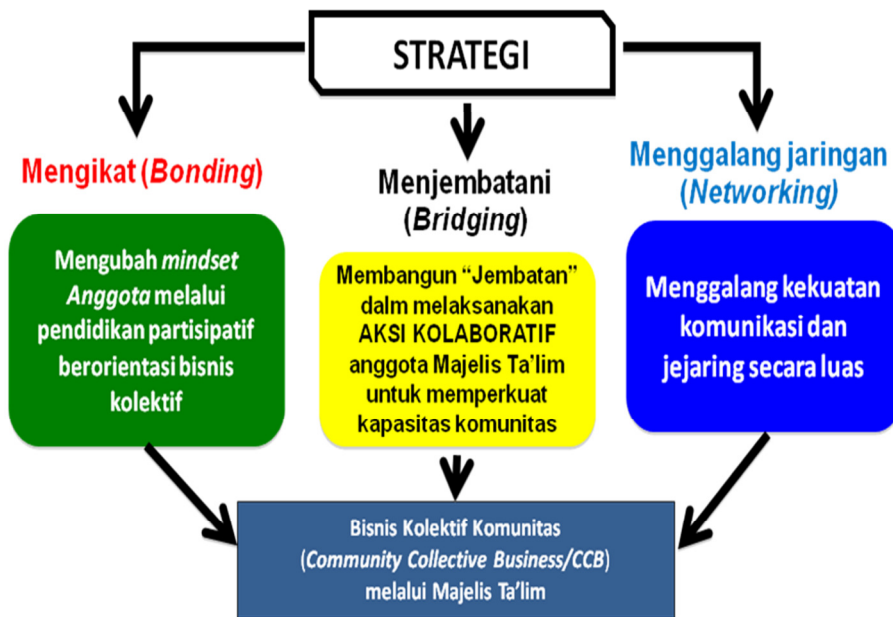 STRATEGI
Mengikat (Bonding)
Mengubah mindset
Anggota melalui
pendidikan partisipatif
berorientasi bisnis
kolektif
Menjembatani
(Bridging)
Membangun “Jembatan”
dalm melaksanakan
AKSI KOLABORATIF
anggota Majelis Ta’lim
untuk memperkuat
kapasitas komunitas
Menggalang jaringan
(Networking)
Menggalang kekuatan
komunikasi dan
jejaring secara luas
Bisnis Kolektif Komunitas
(Community Collective Business/CCB)
melalui Majelis Ta’lim